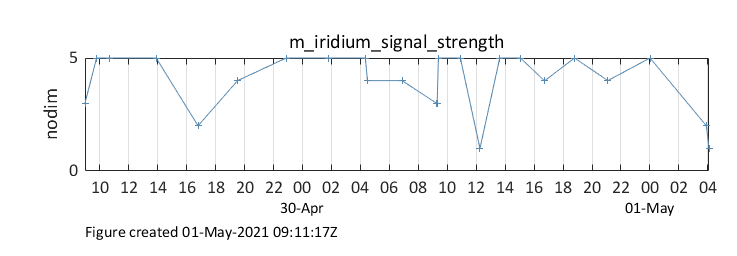 m_iridium_signal_strength
5
nodim
0
10 12 14 16 18 20 22 00 02 04 06 08 10 12 14 16 18 20 22 00 02 04
30-Apr 01-May
Figure created 01-May-2021 09:11:17Z